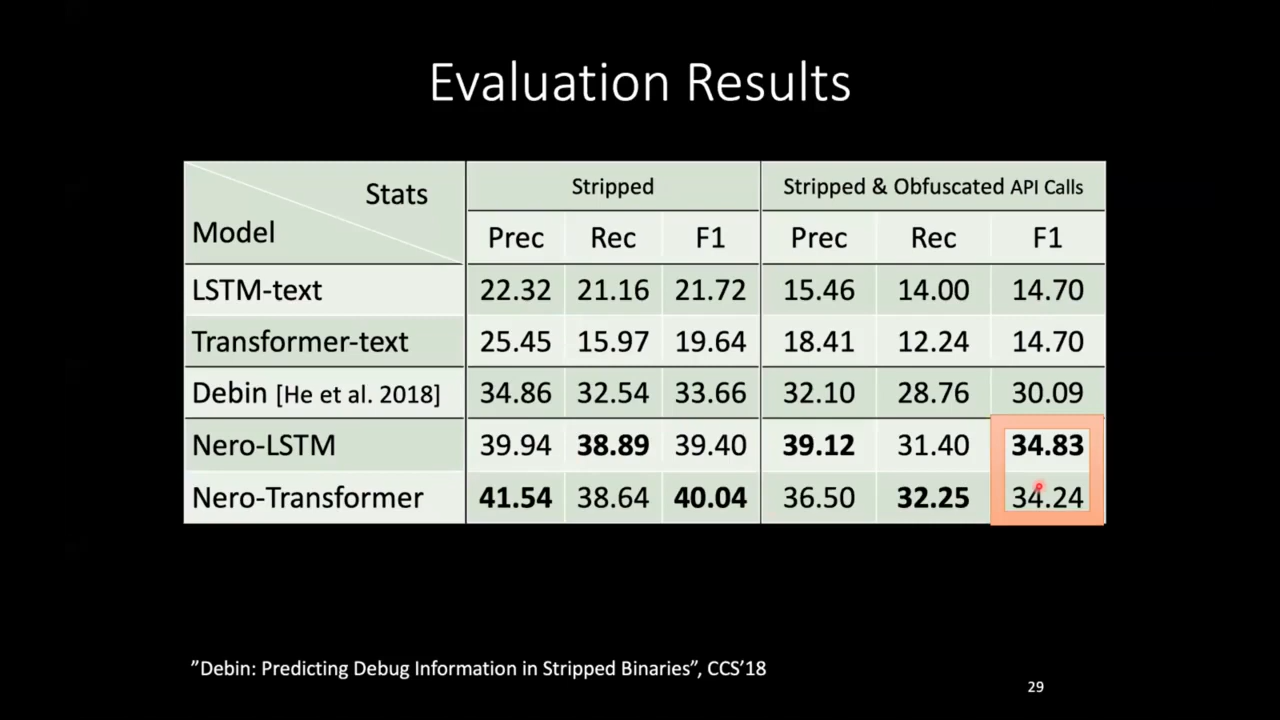 Evaluation Results
Stats
Model
Stripped
Stripped & Obfuscated API Calls
Prec Rec F1 Prec Rec F1
LSTM-text 22.32 21.16 21.72 15.46 14.00 14.70
Transformer-text 25.45 15.97 19.64 18.41 12.24 14.70
Debin [He et al. 2018] 34.86 32.54 33.66 32.10 28.76 30.09
Nero-LSTM 39.94 38.89 39.40 39.12 31.40 34.83
Nero-Transformer 41.54 38.64 40.04 36.50 32.25 34.24
”Debin: Predicting Debug Information in Stripped Binaries”, CCS’18
29